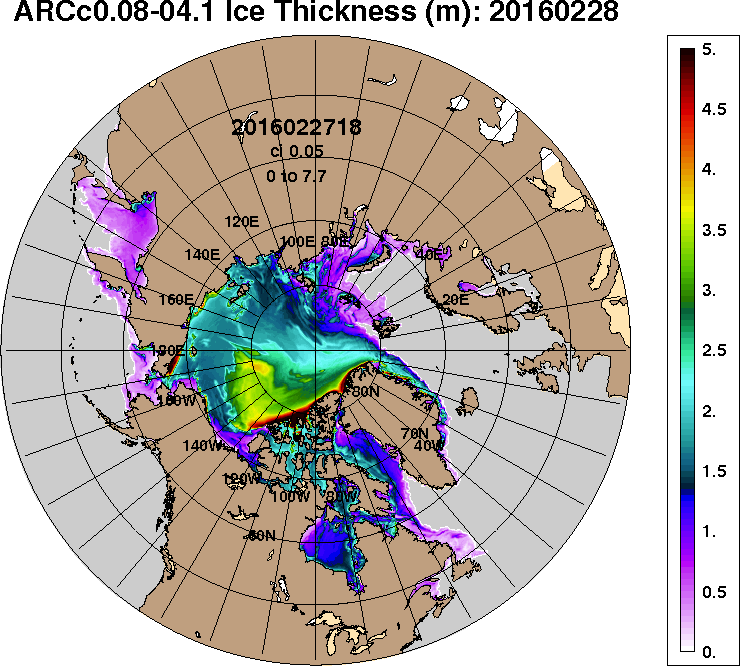 ARCc0.08-04.1 Ice Thickness (m): 20160228
2016022718
ci 0.05
0 to 7.7
120E
100E
80E
140E
40E
160E
20E
180E
160W
80N
70N
140W
40W
120W
100W
80W
60N
5.
4.5
4.
3.5
3.
2.5
2.
1.5
1.
0.5
0.